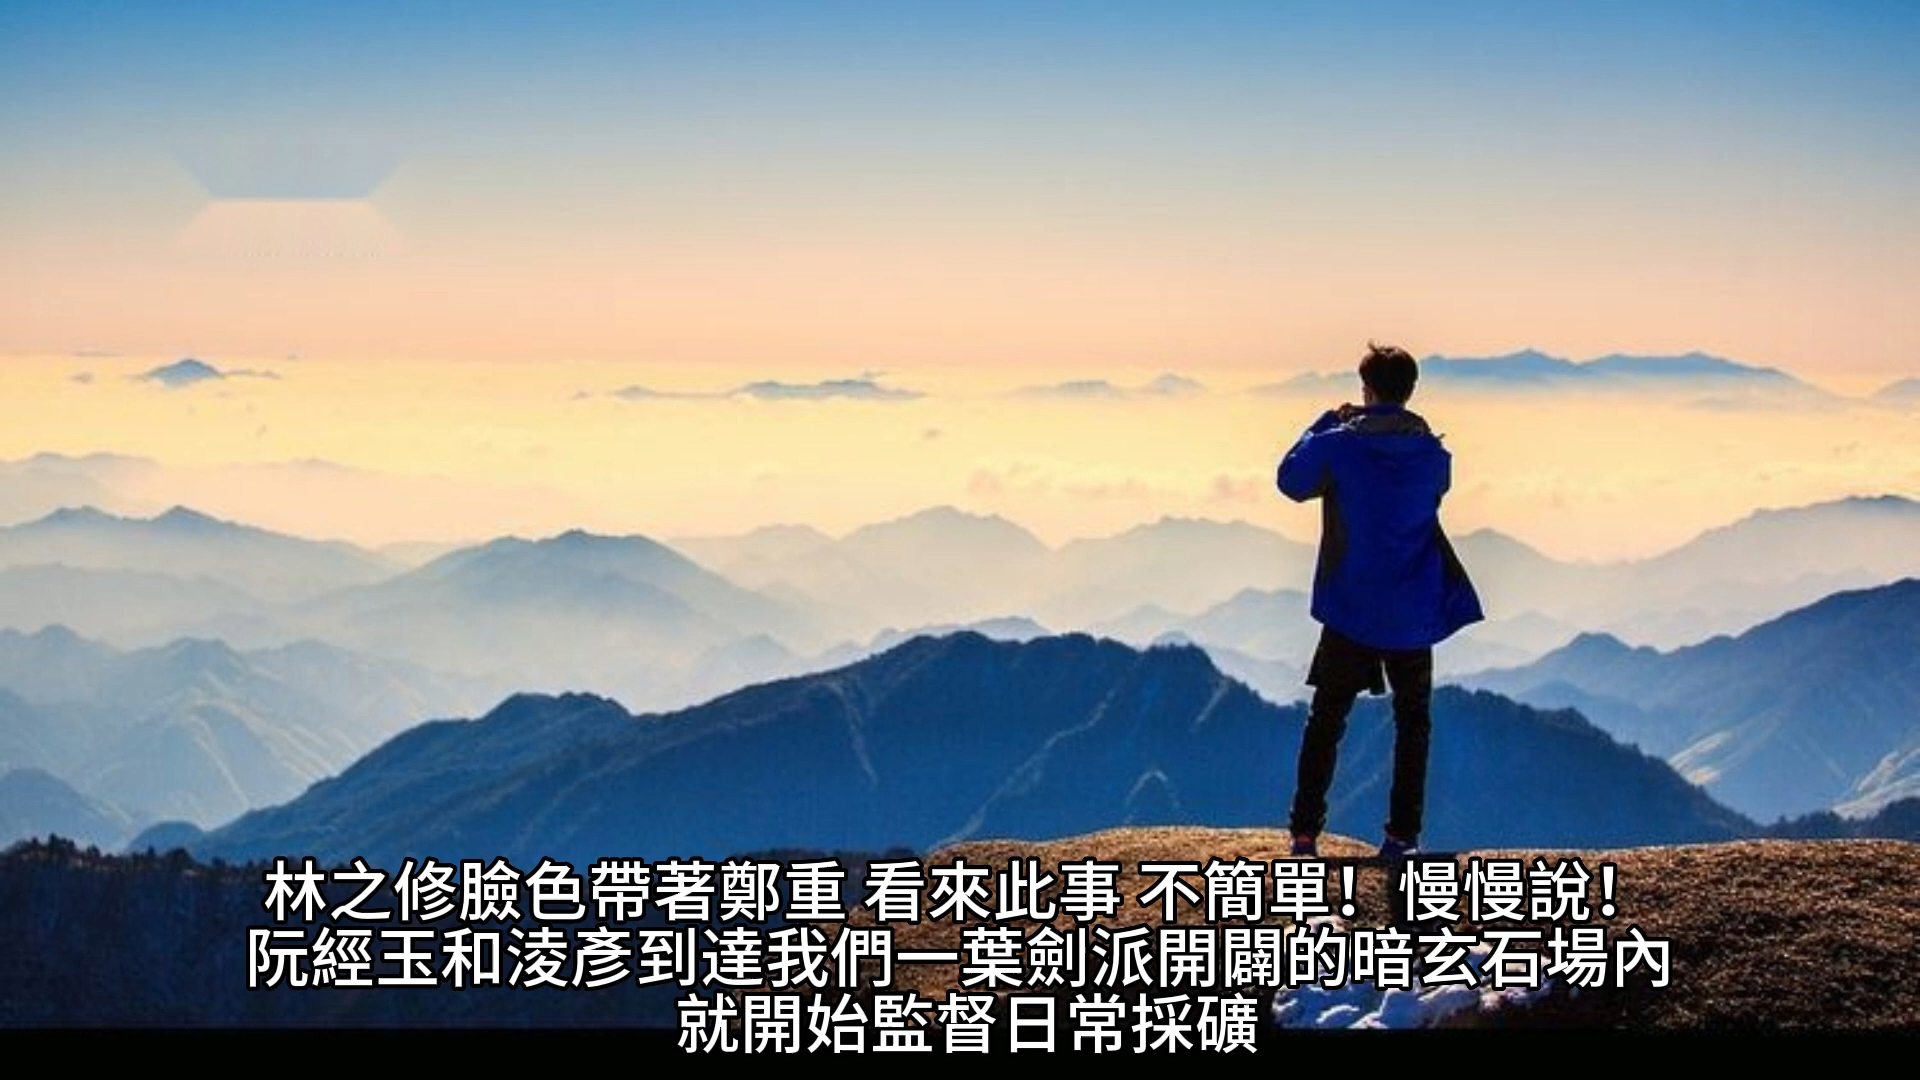 林之修臉色帶著鄭重 看來此事 不簡單！慢慢說！
阮經玉和淩彥到達我們一葉劍派開闢的暗玄石場內
就開始監督日常採礦